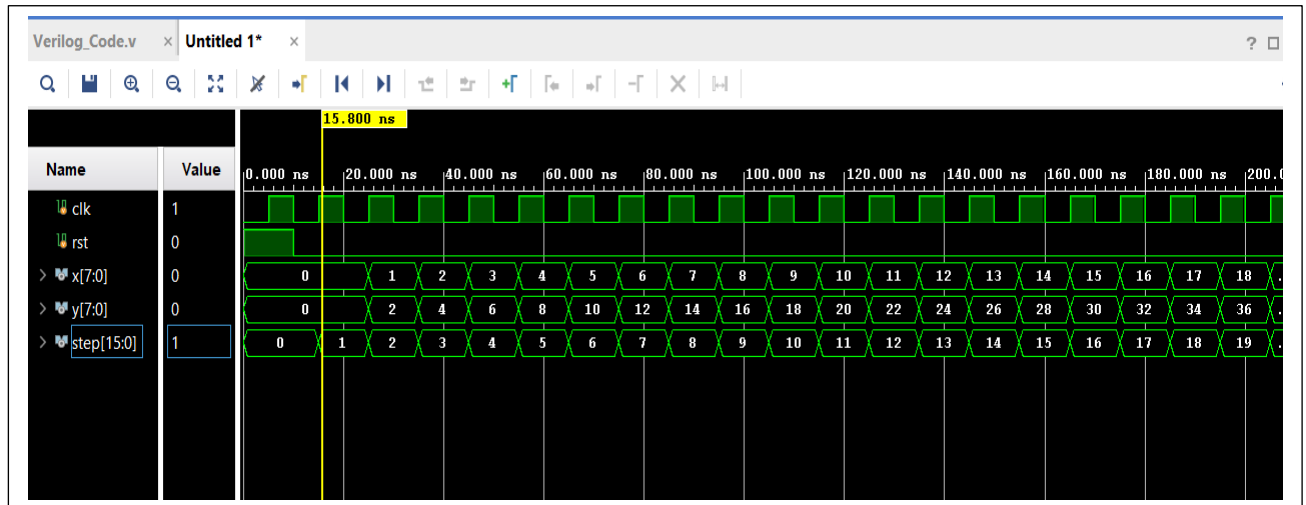 Verilog_Code.v × Untitled 1* × ?
15.800 ns
Name Value 0.000 ns 20.000 ns 40.000 ns 60.000 ns 80.000 ns 100.000 ns 120.000 ns 140.000 ns 160.000 ns 180.000 ns 200.0
clk 1
rst 0
x[7:0] 0 0 1 2 3 4 5 6 7 8 9 10 11 12 13 14 15 16 17 18 .
y[7:0] 0 0 2 4 6 8 10 12 14 16 18 20 22 24 26 28 30 32 34 36 .
step[15:0] 1 0 1 2 3 4 5 6 7 8 9 10 11 12 13 14 15 16 17 18 19 .